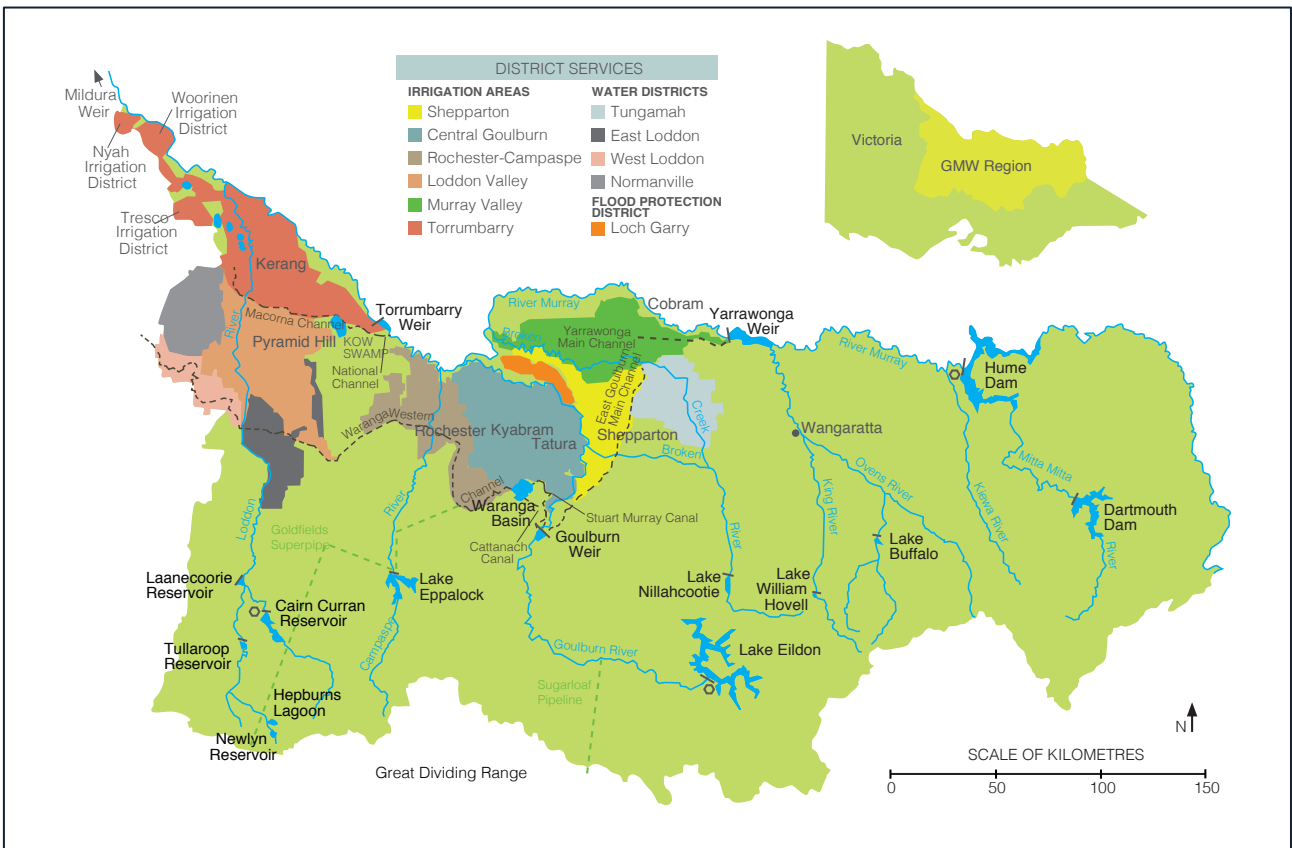 DISTRICT SERVICES
IRRIGATION AREAS
Shepparton
Central Goulburn
Rochester-Campaspe
Loddon Valley
Murray Valley
Torrumbarry
WATER DISTRICTS
Tungamah
East Loddon
West Loddon
Normanville
FLOOD PROTECTION
DISTRICT
Loch Garry
Victoria
GMW Region
Mildura
Weir
Woorinen
Irrigation
District
Nyah
Irrigation
District
Tresco
Irrigation
District
Kerang
Torrumbarry
Weir
Macorna Channel
River
Pyramid Hill
KOW
SWAMP
National
Channel
River Murray
Cobram
Broken
Yarrawonga
Main Channel
Yarrawonga
Weir
River Murray
Hume
Dam
East Goulburn
Main Channel
Creek
Waranga Western
Rochester
Kyabram
Tatura
Shepparton
Broken
Wangaratta
Ovens River
King River
Mitta Mitta
Kiewa River
Dartmouth
Dam
River
River
Channel
Waranga
Basin
Stuart Murray Canal
Cattanach
Canal
Goulburn
Weir
Loddon
Goldfields
Superpipe
River
Lake
Buffalo
Laanecoorie
Reservoir
Lake
Eppalock
Lake
Nillahcootie
Lake
William
Hovell
Cairn Curran
Reservoir
Tullaroop
Reservoir
Campaspe
Goulburn River
Lake Eildon
Sugarloaf
Pipeline
Hepburns
Lagoon
Newlyn
Reservoir
Great Dividing Range
N
SCALE OF KILOMETRES
0 50 100 150